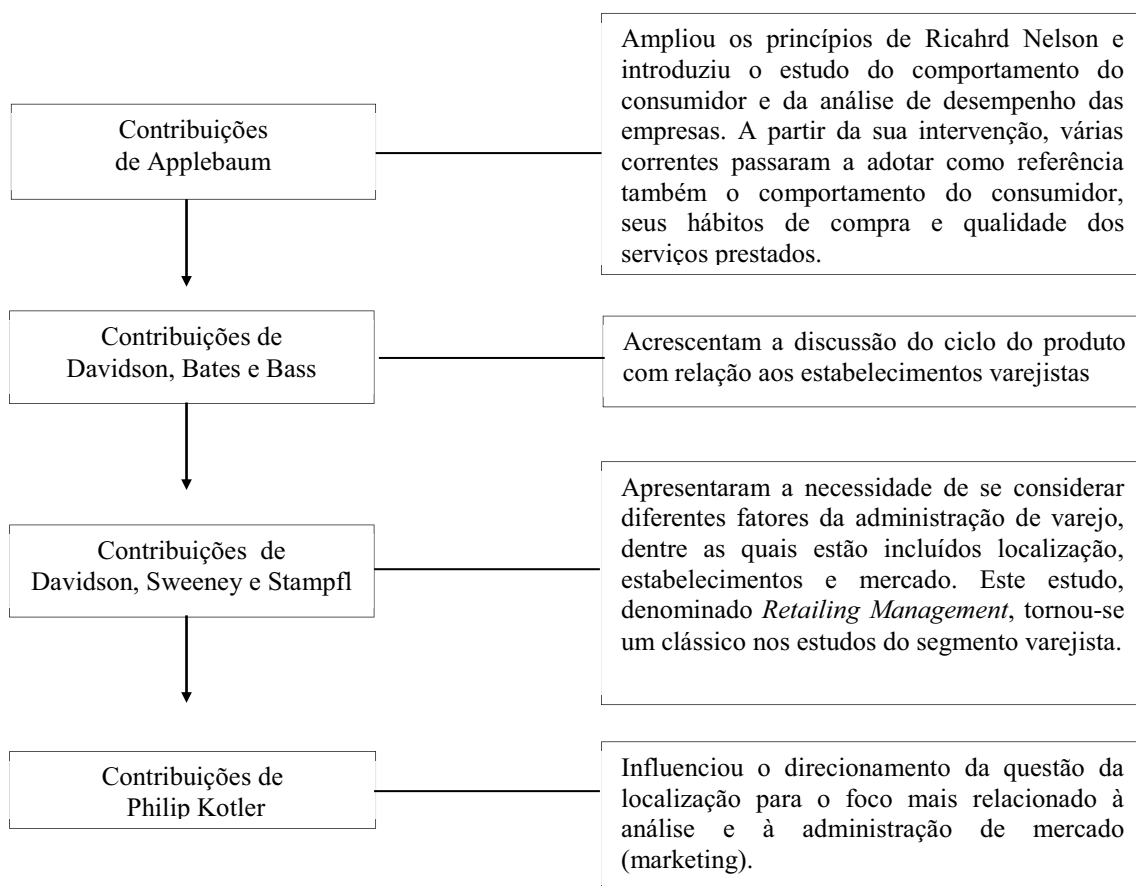 Contribuições
de Applebaum
Ampliou os princípios de Ricahrd Nelson e
introduziu o estudo do comportamento do
consumidor e da análise de desempenho das
empresas. A partir da sua intervenção, várias
correntes passaram a adotar como referência
também o comportamento do consumidor,
seus hábitos de compra e qualidade dos
serviços prestados.
Contribuições de
Davidson, Bates e Bass
Acrescentam a discussão do ciclo do produto
com relação aos estabelecimentos varejistas
Contribuições de
Davidson, Sweeney e Stampfl
Apresentaram a necessidade de se considerar
diferentes fatores da administração de varejo,
dentre as quais estão incluídos localização,
estabelecimentos e mercado. Este estudo,
denominado Retailing Management, tornou-se
um clássico nos estudos do segmento varejista.
Contribuições de
Philip Kotler
Influenciou o direcionamento da questão da
localização para o foco mais relacionado à
análise e à administração de mercado
(marketing).